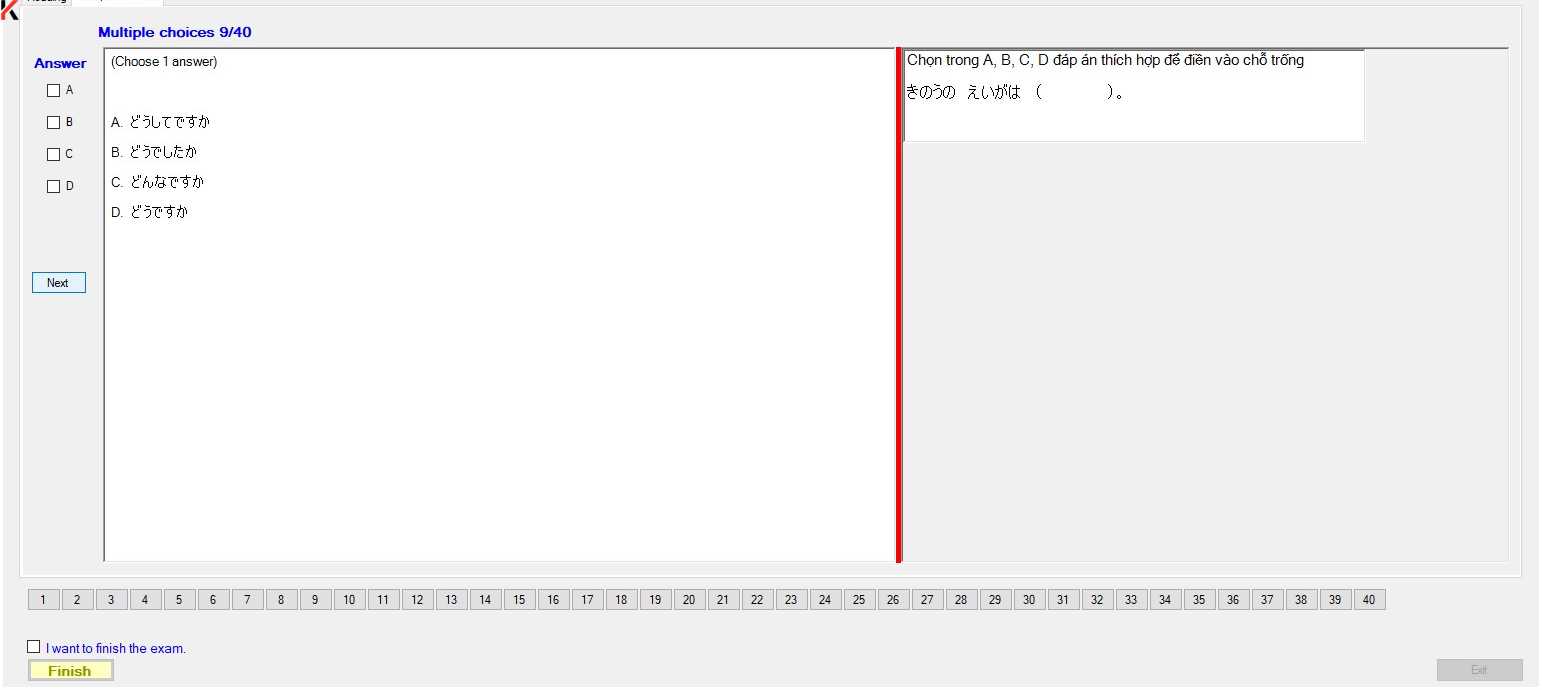 Multiple choices 9/40
Answer
(Choose 1 answer)
A
B
C
D
A. どうしてですか
B. どうでしたか
C. どんなですか
D. どうですか
Next
Chọn trong A, B, C, D đáp án thích hợp để điền vào chỗ trống
きのうの えいがは ( )。
1 2 3 4 5 6 7 8 9 10 11 12 13 14 15 16 17 18 19 20 21 22 23 24 25 26 27 28 29 30 31 32 33 34 35 36 37 38 39 40
I want to finish the exam.
Finish
Exit